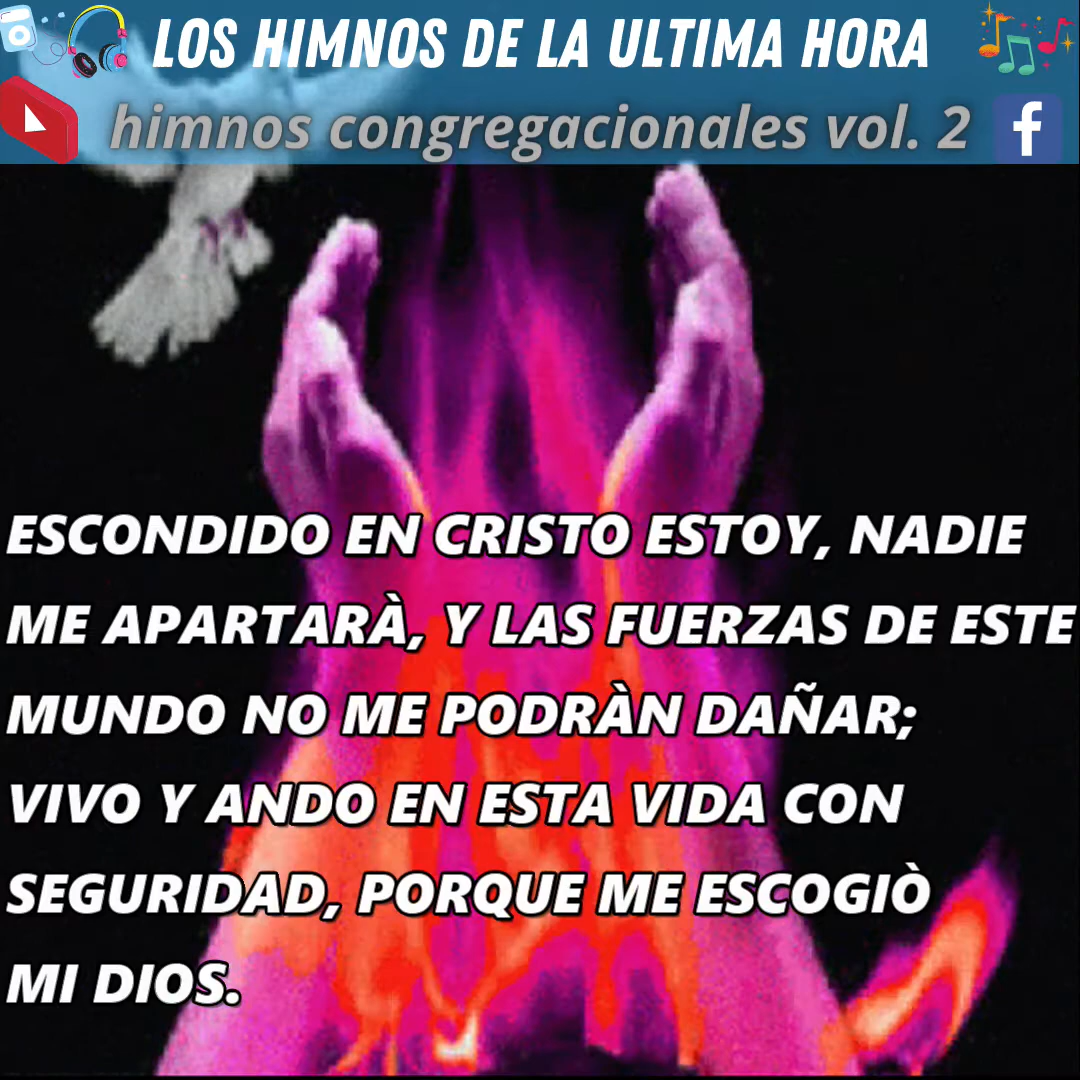 LOS HIMNOS DE LA ULTIMA HORA
himnos congregacionales vol. 2
f
ESCONDIDO EN CRISTO ESTOY, NADIE
ME APARTARÀ, Y LAS FUERZAS DE ESTE
MUNDO NO ME PODRÀN DAÑAR;
VIVO Y ANDO EN ESTA VIDA CON
SEGURIDAD, PORQUE ME ESCOGIÒ
MI DIOS.